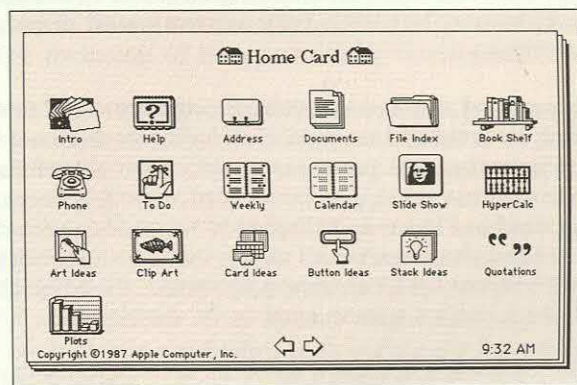 Home Card
Intro Help Address Documents File Index Book Shelf
?
Phone To Do Weekly Calendar Slide Show HyperCalc
Art Ideas Clip Art Card Ideas Button Ideas Stack Ideas Quotations
Plots
Copyright ©1987 Apple Computer, Inc. 9:32 AM